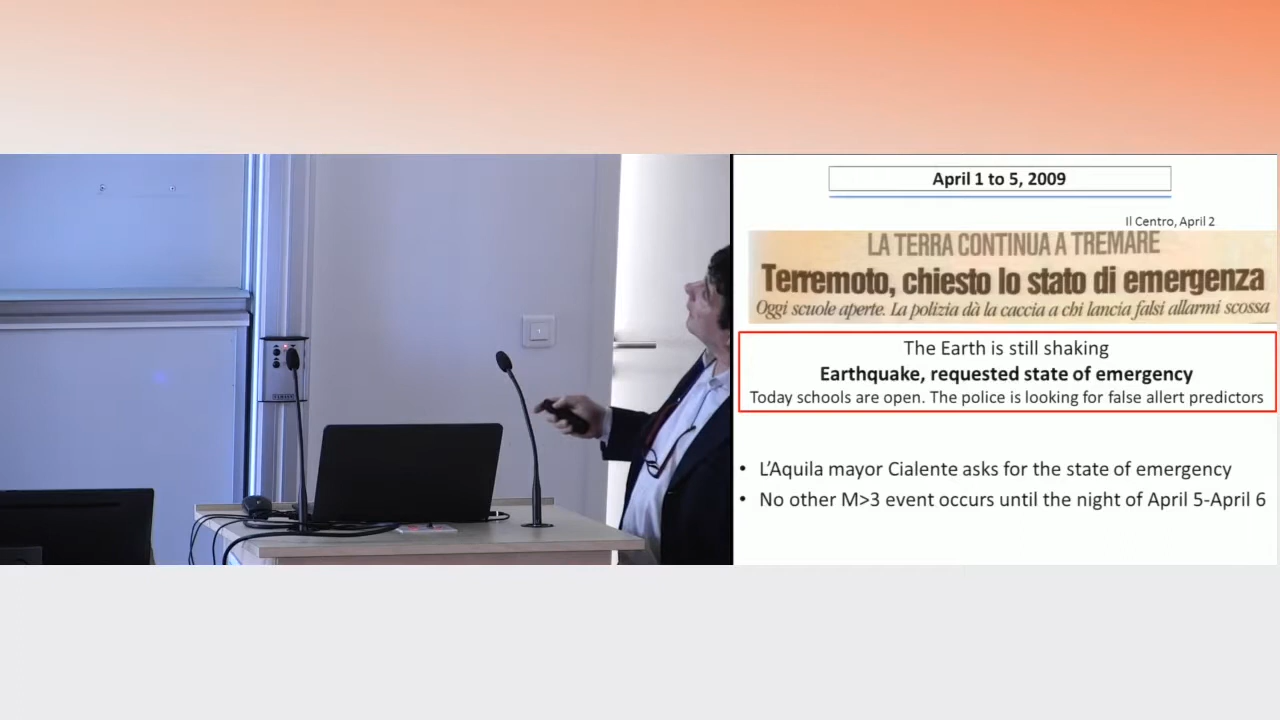 April 1 to 5, 2009
Il Centro, April 2
LA TERRA CONTINUA A TREMARE
Terremoto, chiesto lo stato di emergenza
Oggi scuole aperte. La polizia dà la caccia a chi lancia falsi allarmi scossa
The Earth is still shaking
Earthquake, requested state of emergency
Today schools are open. The police is looking for false allert predictors
• L’Aquila mayor Cialente asks for the state of emergency
• No other M>3 event occurs until the night of April 5-April 6